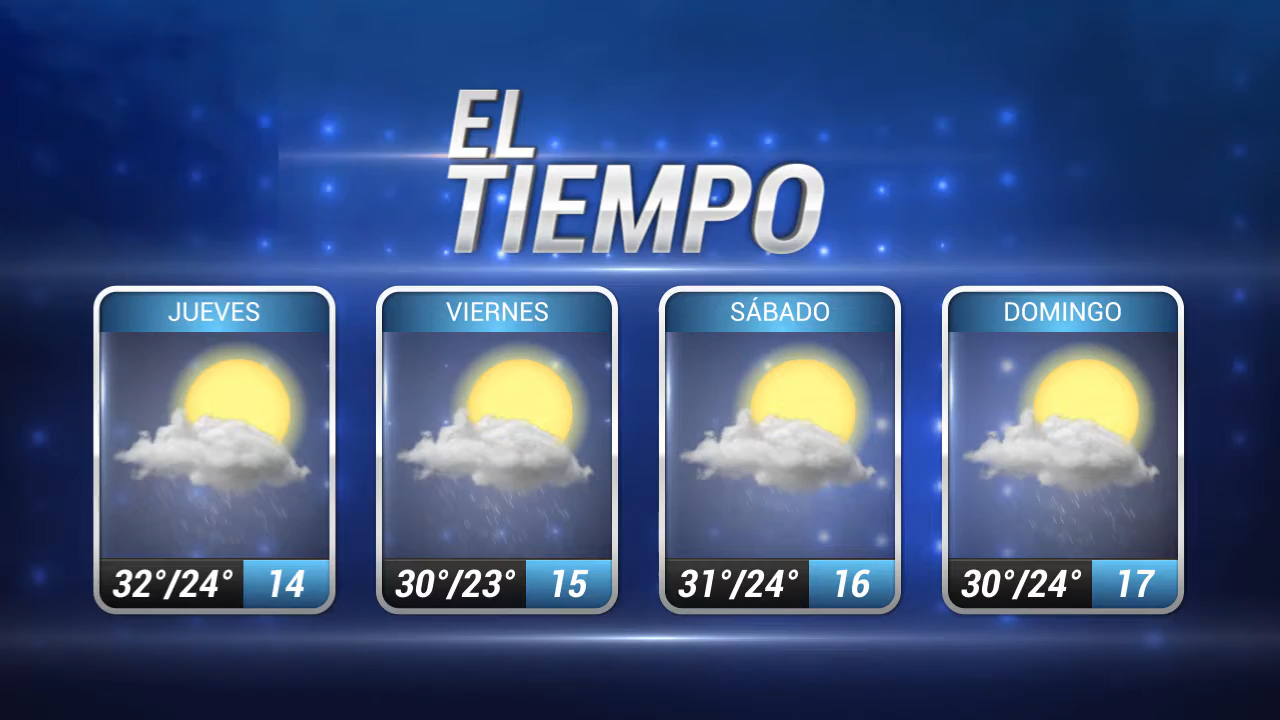 EL
TIEMPO
JUEVES
32°/24° 14
VIERNES
30°/23° 15
SÁBADO
31°/24° 16
DOMINGO
30°/24° 17